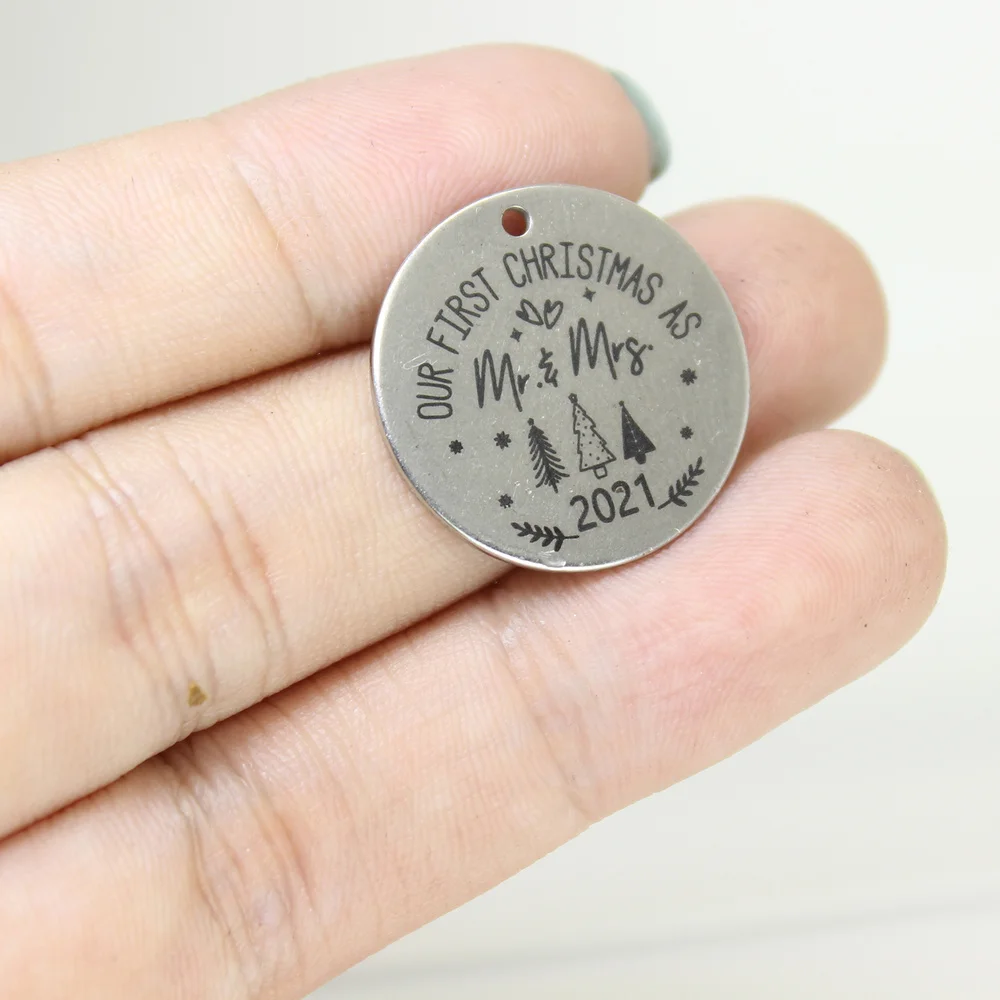 OUR FIRST CHRISTMAS AS
Mr. & Mrs.
2021